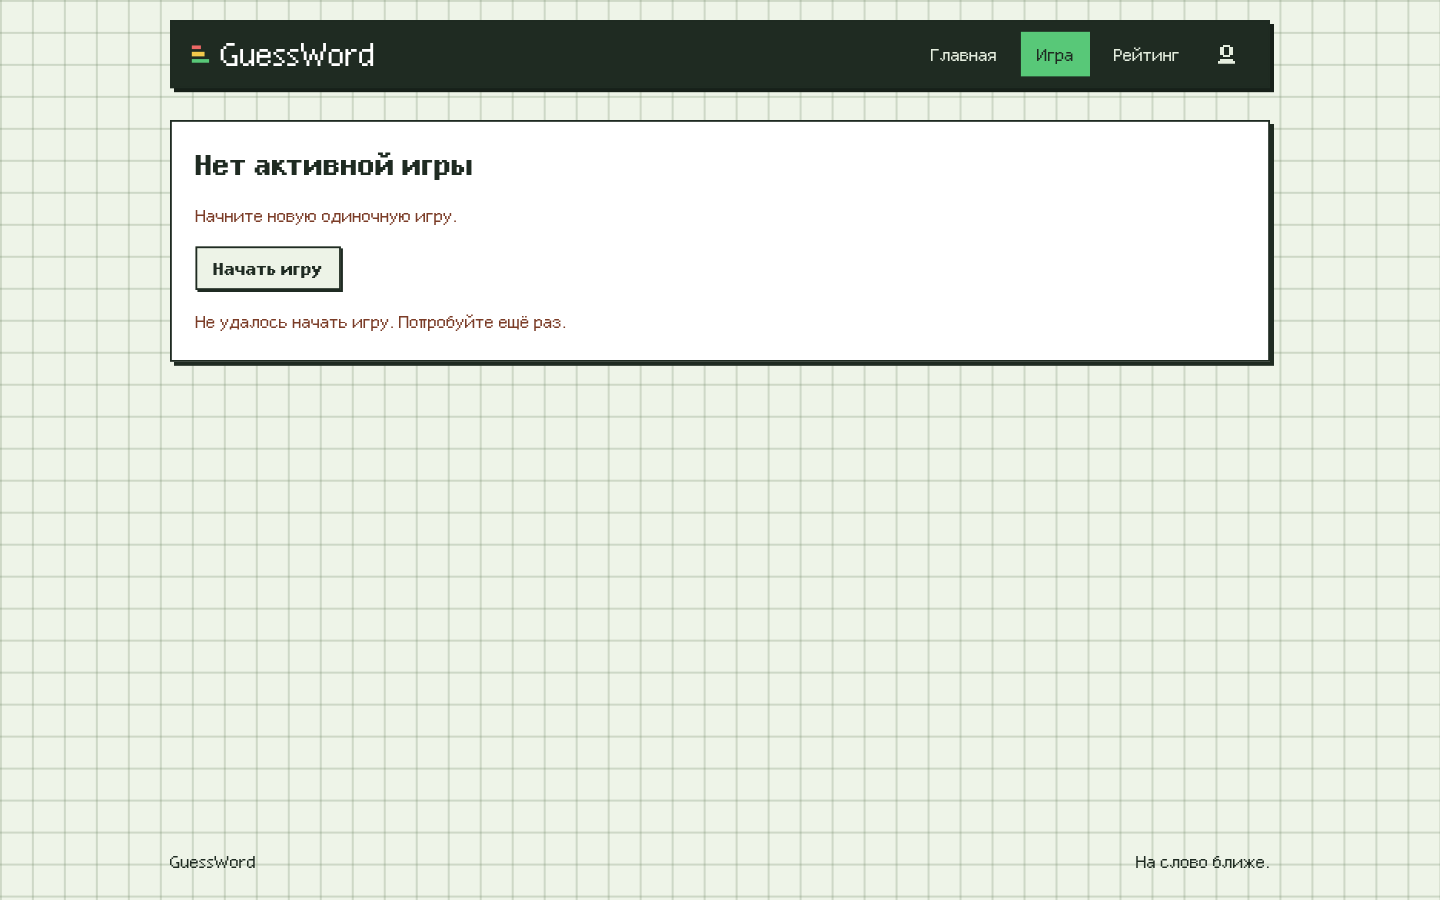 GuessWord
Главная
Игра
Рейтинг
Нет активной игры
Начните новую одиночную игру.
Начать игру
Не удалось начать игру. Попробуйте ещё раз.
GuessWord
На слово ближе.